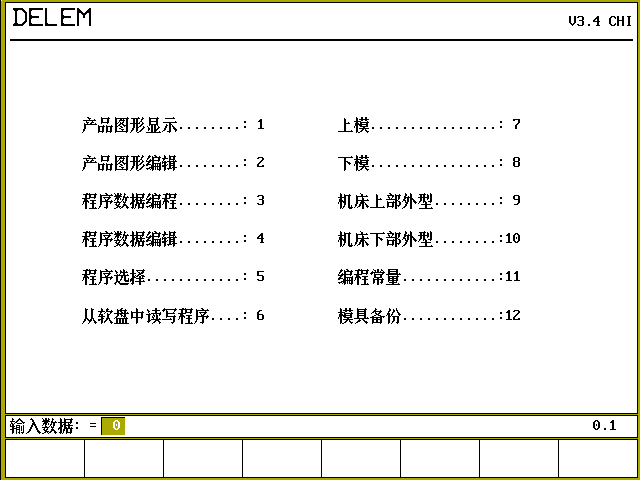 DELEM V3.4 CHI
产品图形显示........: 1 上模................: 7
产品图形编辑........: 2 下模................: 8
程序数据编程........: 3 机床上部外型........: 9
程序数据编辑........: 4 机床下部外型........:10
程序选择............: 5 编程常量............:11
从软盘中读写程序....: 6 模具备份............:12
输入数据: = 0 0.1